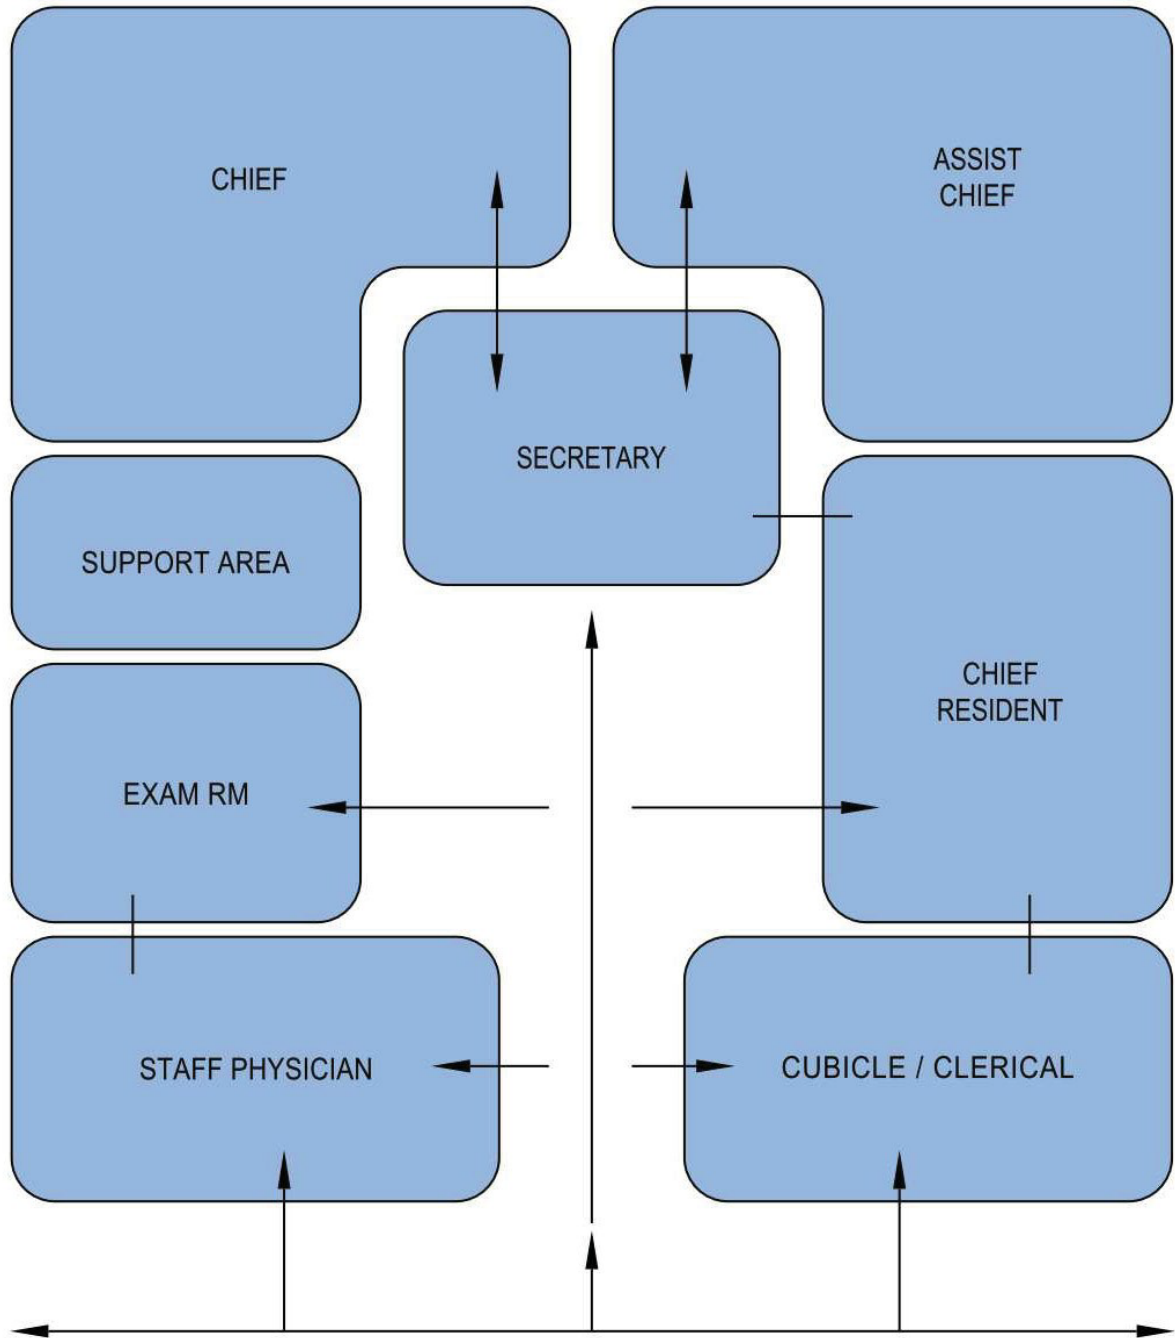 CHIEF
ASSIST
CHIEF
SECRETARY
SUPPORT AREA
CHIEF
RESIDENT
EXAM RM
STAFF PHYSICIAN
CUBICLE / CLERICAL